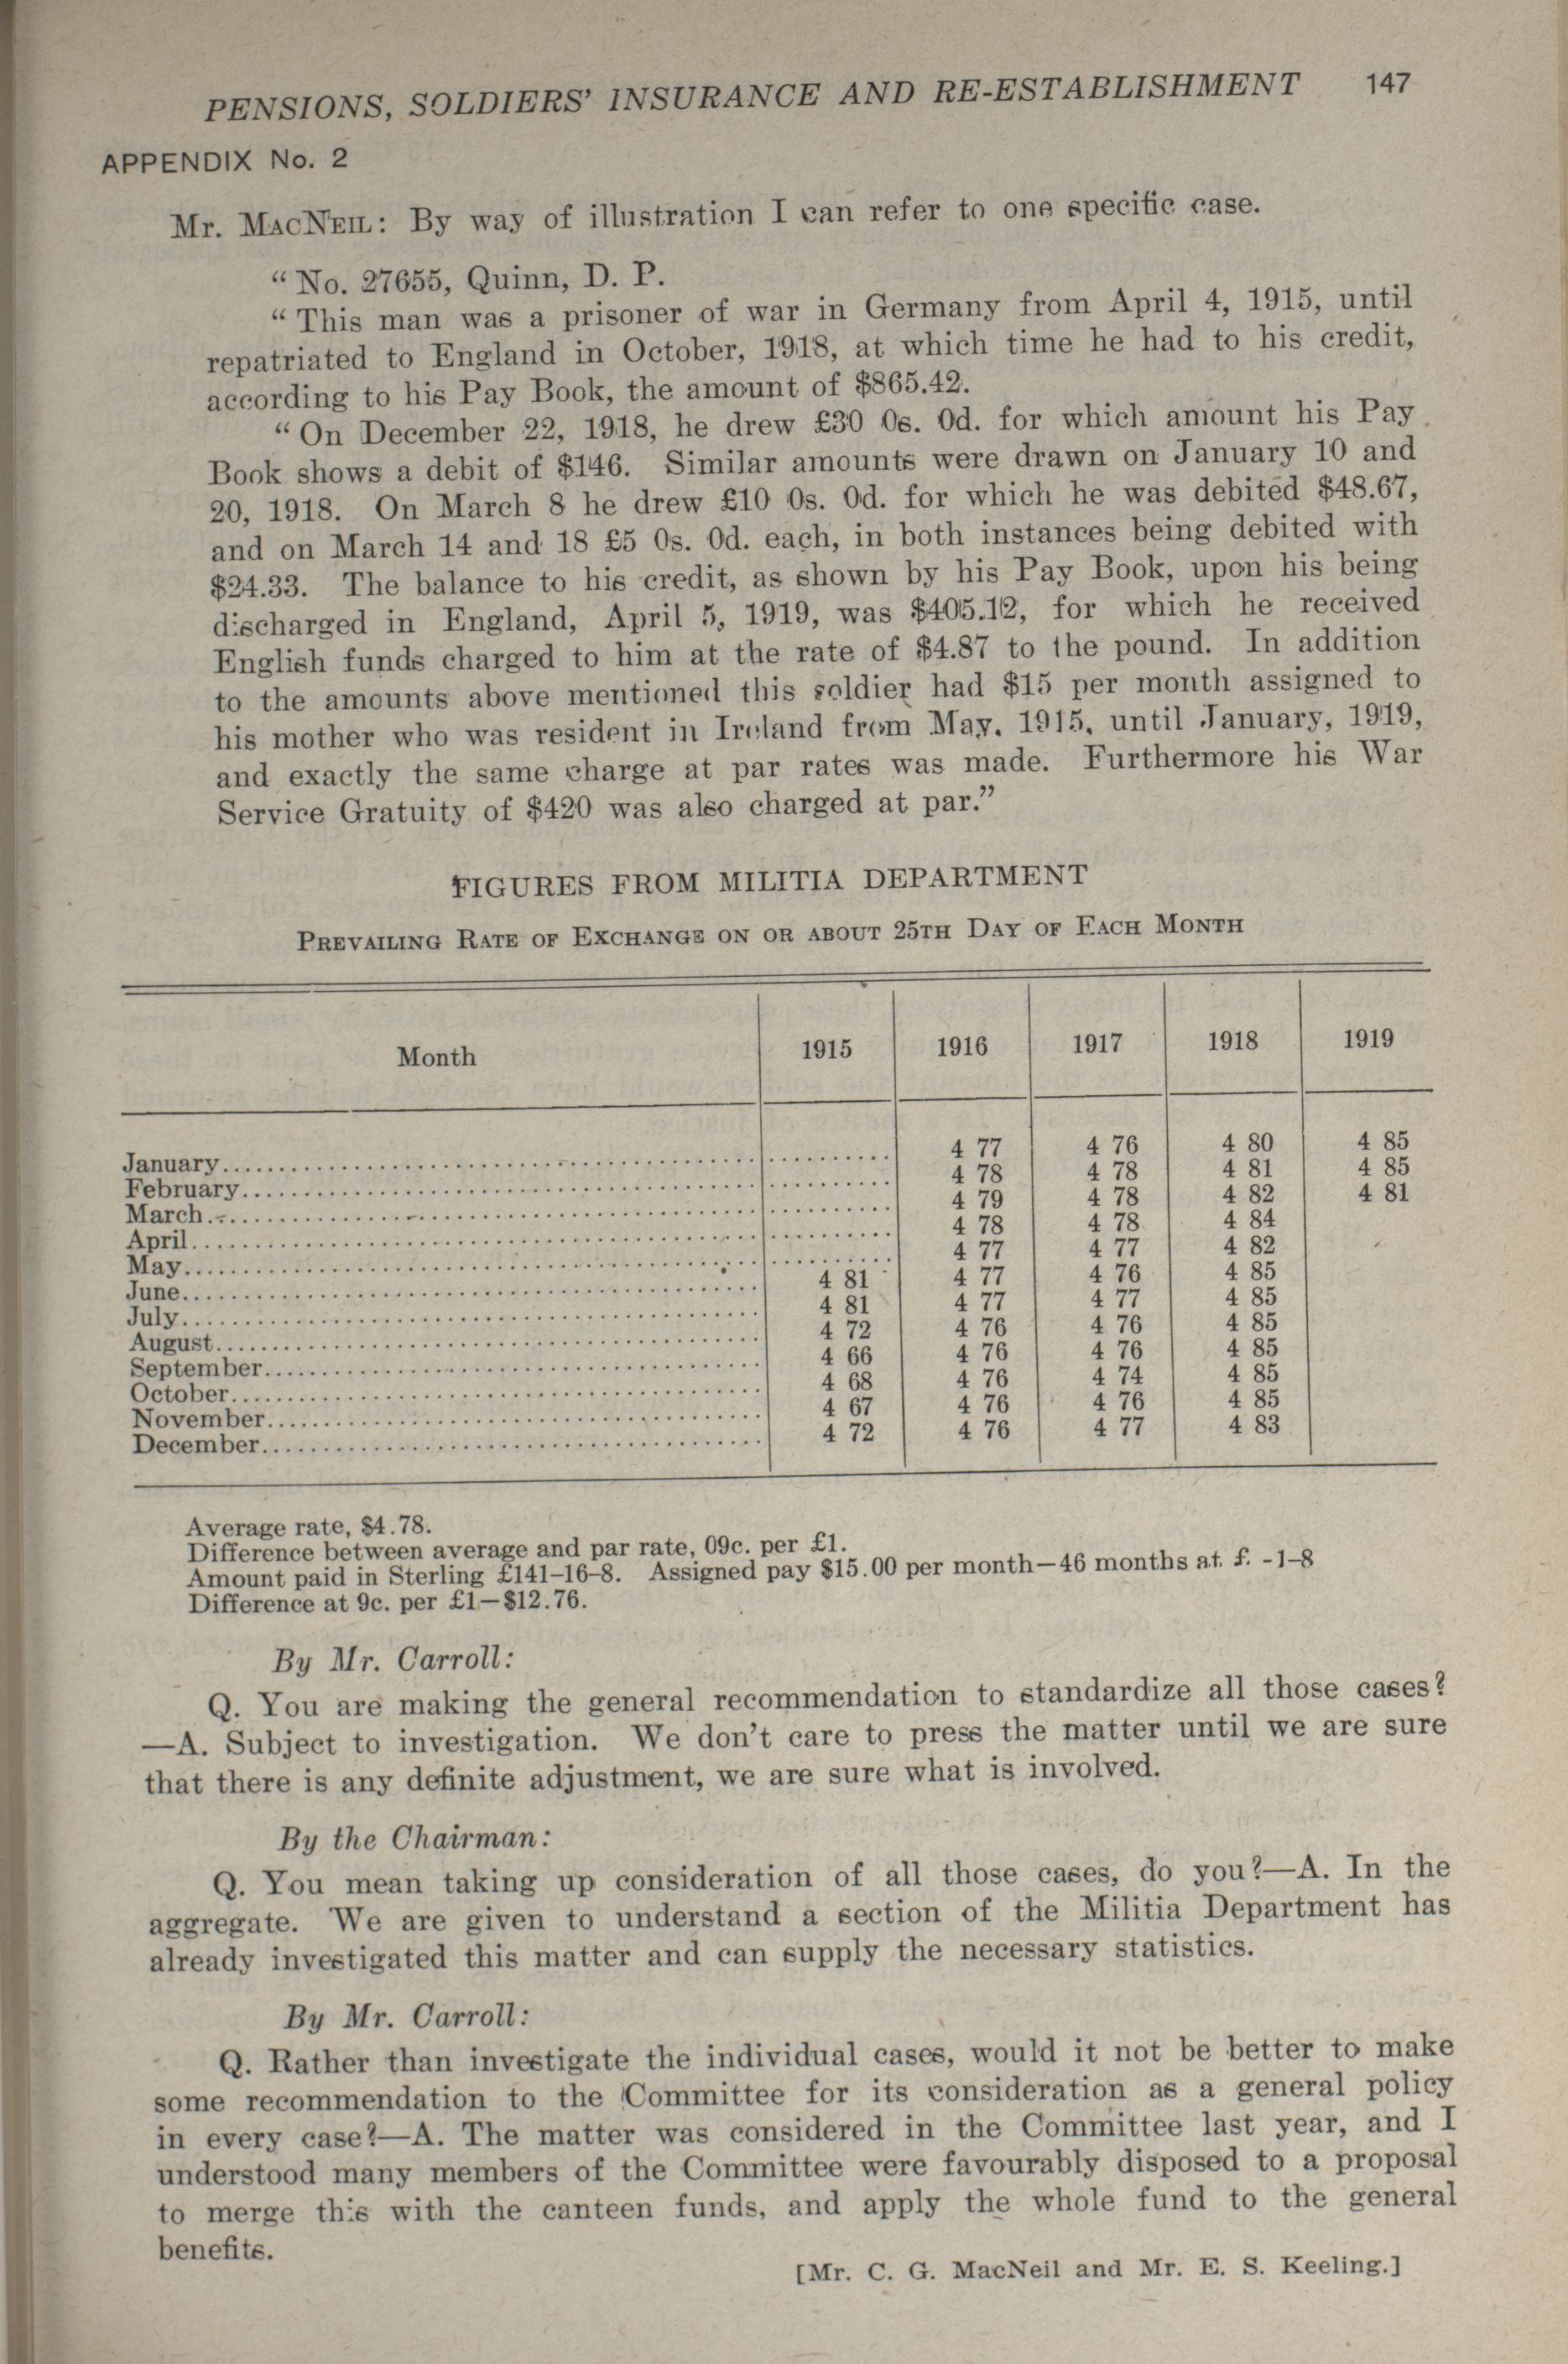 PENSIONS, SOLDIERS' INSURANCE AND RE-ESTABLISHMENT 147
APPENDIX No. 2
Mr. MACNEIL: By way of illustration I can refer to one specific case.
"No. 27655, Quinn, D. P.
"This man was a prisoner of war in Germany from April 4, 1915, until
repatriated to England in October, 1918, at which time he had to his credit,
according to his Pay Book, the amount of $865.42.
"On December 22, 1918, he drew £30 0s. 0d. for which amount his Pay
Book shows a debit of $146. Similar amounts were drawn on January 10 and
20, 1918. On March 8 he drew £10 0s. 0d. for which he was debited $48.67,
and on March 14 and 18 £5 0s. 0d. each, in both instances being debited with
$24.33. The balance to his credit, as shown by his Pay Book, upon his being
discharged in England, April 5, 1919, was $405.12, for which he received
English funds charged to him at the rate of $4.87 to the pound. In addition
to the amounts above mentioned this soldier had $15 per month assigned to
his mother who was resident in Ireland from May, 1915, until January, 1919,
and exactly the same charge at par rates was made. Furthermore his War
Service Gratuity of $420 was also charged at par."
FIGURES FROM MILITIA DEPARTMENT
PREVAILING RATE OF EXCHANGE ON OR ABOUT 25TH DAY OF EACH MONTH
Month 1915 1916 1917 1918 1919
January 4 77 4 76 4 80 4 85
February 4 78 4 78 4 81 4 85
March 4 79 4 78 4 82 4 81
April 4 78 4 78 4 84
May 4 77 4 77 4 82
June 4 81 4 77 4 76 4 85
July 4 81 4 77 4 77 4 85
August 4 72 4 76 4 76 4 85
September 4 66 4 76 4 76 4 85
October 4 68 4 76 4 74 4 85
November 4 67 4 76 4 76 4 85
December 4 72 4 76 4 77 4 83
Average rate, $4.78.
Difference between average and par rate, 09c. per £1.
Amount paid in Sterling £141-16-8. Assigned pay $15.00 per month—46 months at £ -1-8
Difference at 9c. per £1—$12.76.
By Mr. Carroll:
Q. You are making the general recommendation to standardize all those cases?
—A. Subject to investigation. We don't care to press the matter until we are sure
that there is any definite adjustment, we are sure what is involved.
By the Chairman:
Q. You mean taking up consideration of all those cases, do you?—A. In the
aggregate. We are given to understand a section of the Militia Department has
already investigated this matter and can supply the necessary statistics.
By Mr. Carroll:
Q. Rather than investigate the individual cases, would it not be better to make
some recommendation to the Committee for its consideration as a general policy
in every case?—A. The matter was considered in the Committee last year, and I
understood many members of the Committee were favourably disposed to a proposal
to merge this with the canteen funds, and apply the whole fund to the general
benefits.
[Mr. C. G. MacNeil and Mr. E. S. Keeling.]